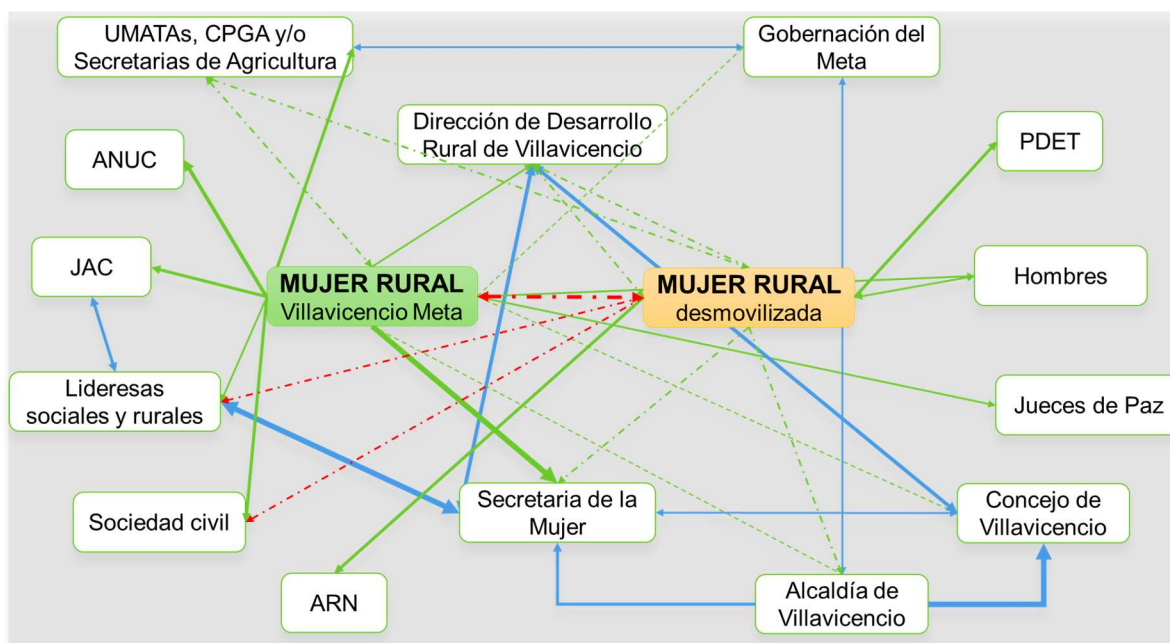 UMATAs, CPGA y/o
Secretarias de Agricultura
Gobernación del
Meta
Dirección de Desarrollo
Rural de Villavicencio
ANUC
PDET
JAC
MUJER RURAL
Villavicencio Meta
MUJER RURAL
desmovilizada
Hombres
Lideresas
sociales y rurales
Jueces de Paz
Sociedad civil
Secretaria de la
Mujer
Concejo de
Villavicencio
ARN
Alcaldía de
Villavicencio